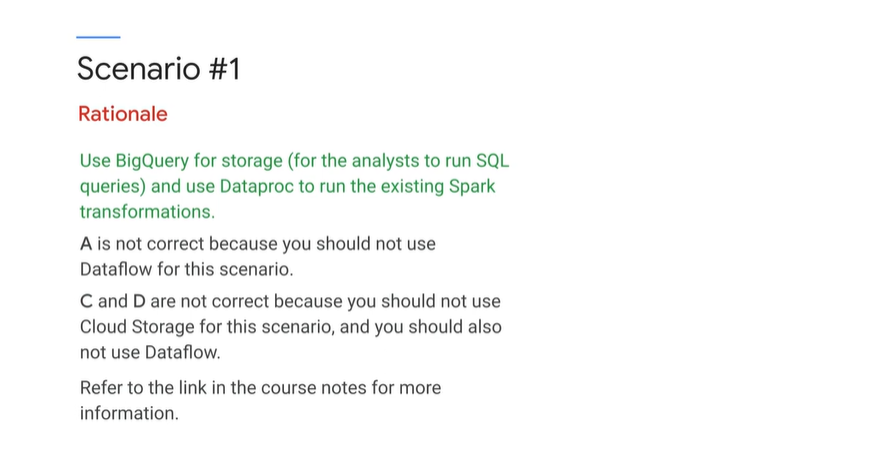 Scenario #1
Rationale
Use BigQuery for storage (for the analysts to run SQL
queries) and use Dataproc to run the existing Spark
transformations.
A is not correct because you should not use
Dataflow for this scenario.
C and D are not correct because you should not use
Cloud Storage for this scenario, and you should also
not use Dataflow.
Refer to the link in the course notes for more
information.